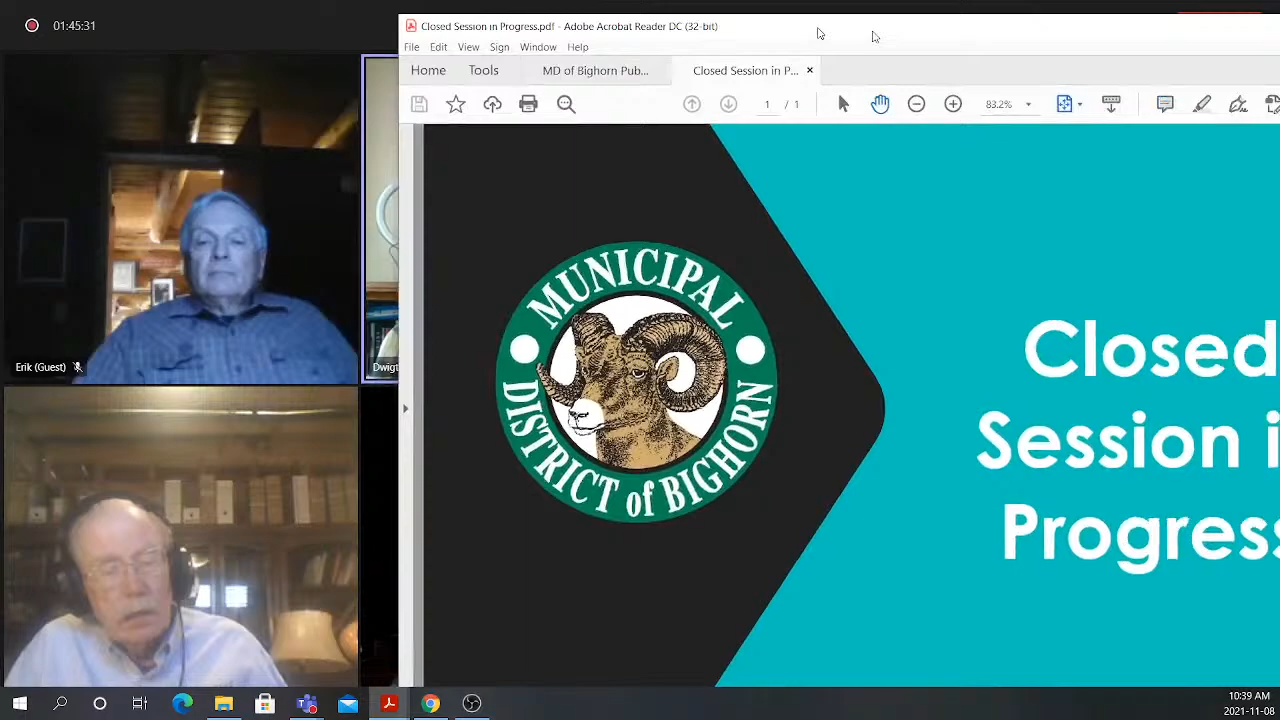 01:45:31
Closed Session in Progress.pdf - Adobe Acrobat Reader DC (32-bit)
File Edit View Sign Window Help
Home Tools MD of Bighorn Pub... Closed Session in P... ×
1 / 1 83.2%
MUNICIPAL
DISTRICT of BIGHORN
Closed
Session i
Progress
Erik (Guest)
Dwigt
10:39 AM
2021-11-08